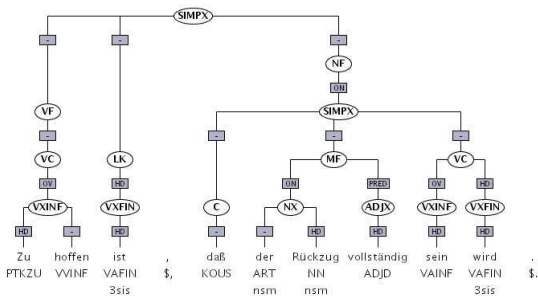 SIMPX
- - -
NF
ON
VF SIMPX
- - - -
VC LK MF VC
OV HD ON PRED OV HD
VXINF VXFIN C NX ADJX VXINF VXFIN
HD - HD - - HD HD HD HD
Zu hoffen ist , daß der Rückzug vollständig sein wird .
PTKZU VVINF VAFIN $, KOUS ART NN ADJD VAINF VAFIN $.
3sis nsm nsm 3sis